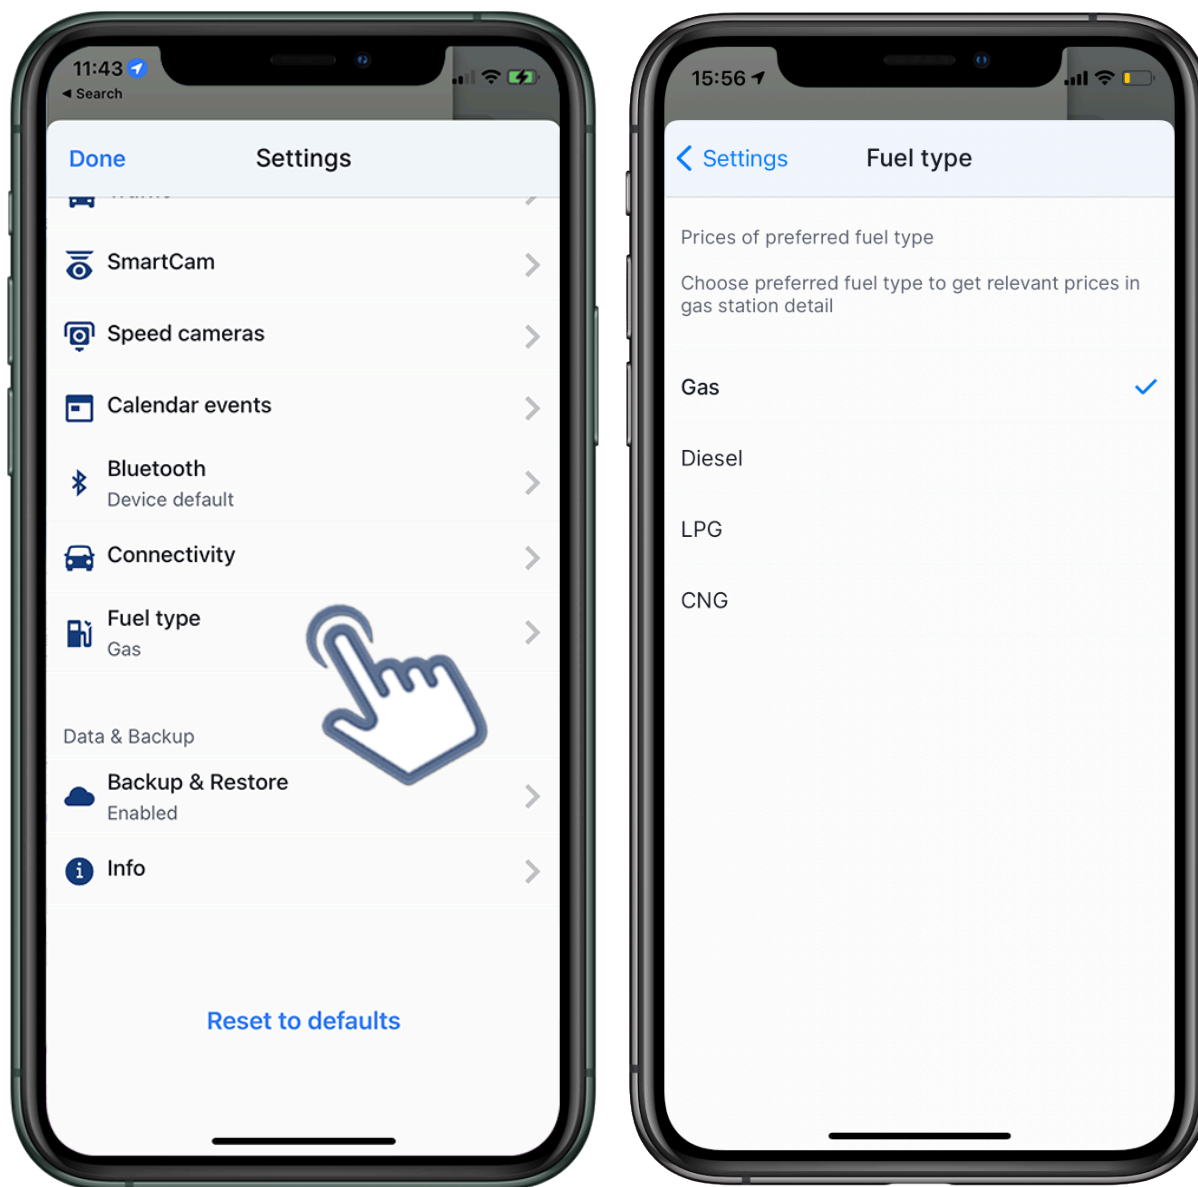 11:43
Search
Done
Settings
SmartCam
Speed cameras
Calendar events
Bluetooth
Device default
Connectivity
Fuel type
Gas
Data & Backup
Backup & Restore
Enabled
Info
Reset to defaults
15:56
Settings
Fuel type
Prices of preferred fuel type
Choose preferred fuel type to get relevant prices in
gas station detail
Gas
Diesel
LPG
CNG